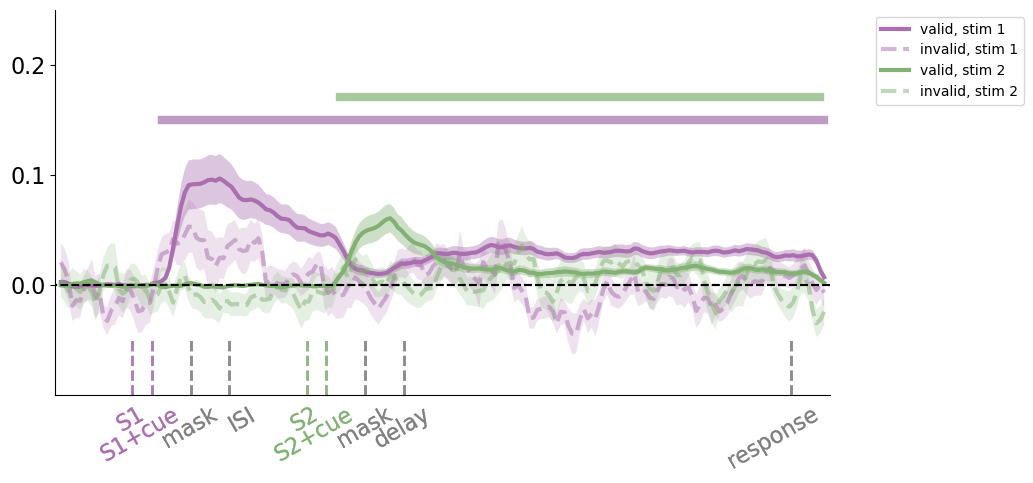 0.2
0.1
0.0
valid, stim 1
invalid, stim 1
valid, stim 2
invalid, stim 2
S1
S1+cue
mask
ISI
S2
S2+cue
mask
delay
response